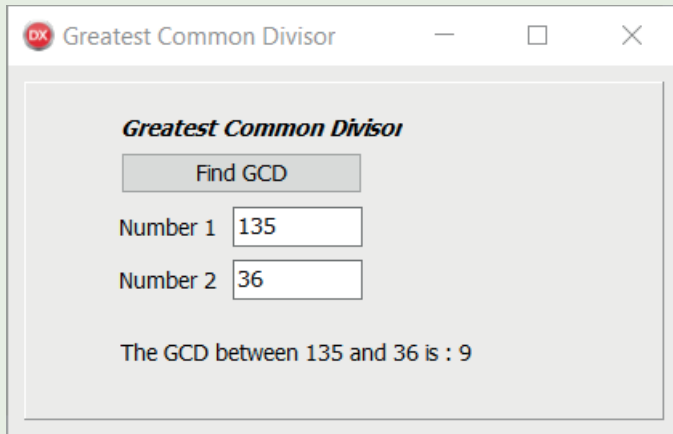 DX Greatest Common Divisor
Greatest Common Divisor
Find GCD
Number 1 135
Number 2 36
The GCD between 135 and 36 is : 9